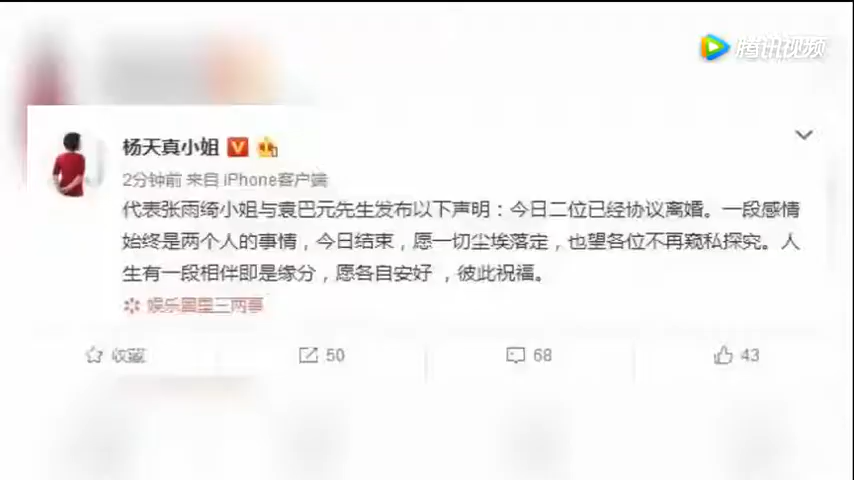 腾讯视频
杨天真小姐
2分钟前 来自 iPhone客户端
代表张雨绮小姐与袁巴元先生发布以下声明：今日二位已经协议离婚。一段感情
始终是两个人的事情，今日结束，愿一切尘埃落定，也望各位不再窥私探究。人
生有一段相伴即是缘分，愿各自安好 ，彼此祝福。
娱乐圈里三两事
收藏 50 68 43